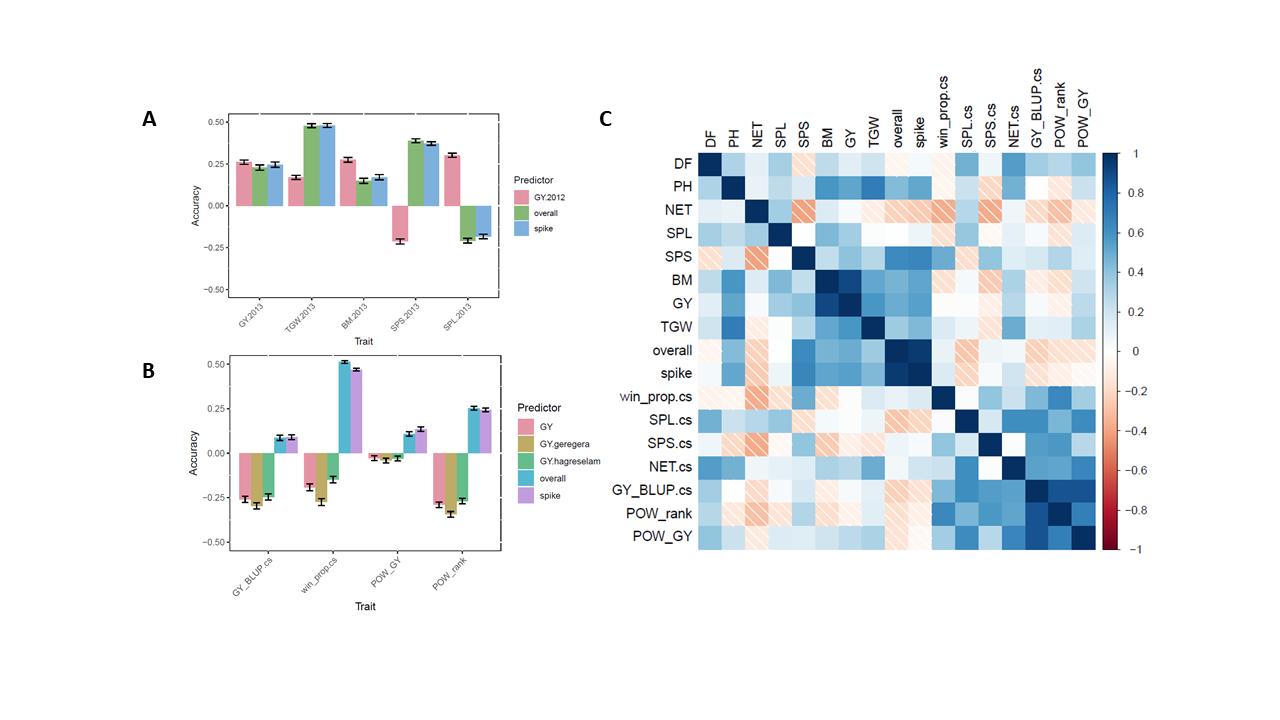 A
0.50
0.25
0.00
−0.25
−0.50
Accuracy
GY.2013
TGW.2013
BM.2013
SPS.2013
SPL.2013
Trait
Predictor
GY.2012
overall
spike
B
0.50
0.25
0.00
−0.25
−0.50
Accuracy
GY_BLUP.cs
win_prop.cs
POW_GY
POW_rank
Trait
Predictor
GY
GY.geregera
GY.hagreselam
overall
spike
C
DF
PH
NET
SPL
SPS
BM
GY
TGW
overall
spike
win_prop.cs
SPL.cs
SPS.cs
NET.cs
GY_BLUP.cs
POW_rank
POW_GY
DF
PH
NET
SPL
SPS
BM
GY
TGW
overall
spike
win_prop.cs
SPL.cs
SPS.cs
NET.cs
GY_BLUP.cs
POW_rank
POW_GY
1
0.8
0.6
0.4
0.2
0
−0.2
−0.4
−0.6
−0.8
−1